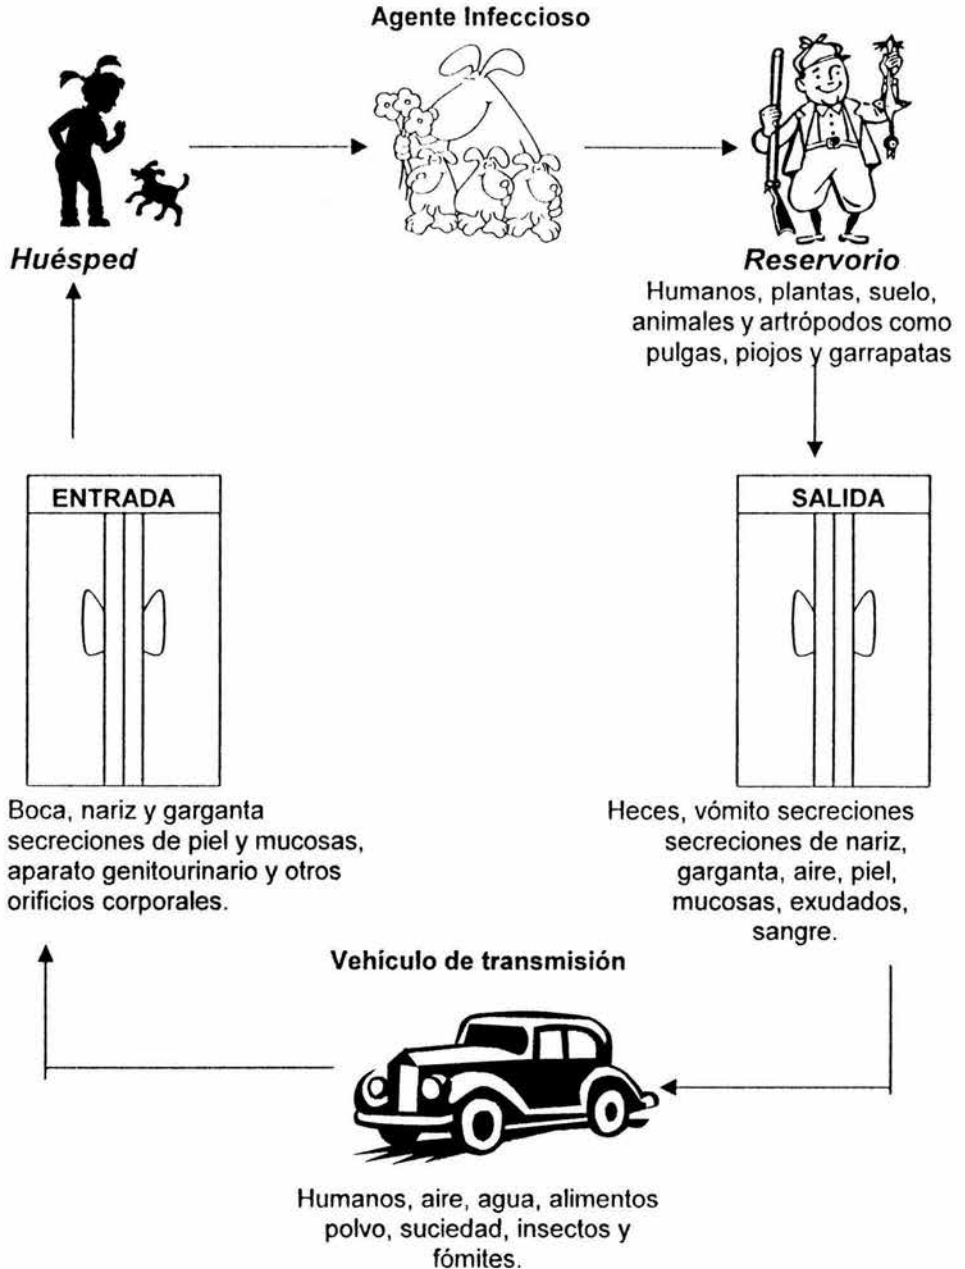 Agente Infeccioso
Huésped
Reservorio
Humanos, plantas, suelo,
animales y artrópodos como
pulgas, piojos y garrapatas
ENTRADA
SALIDA
Boca, nariz y garganta
secreciones de piel y mucosas,
aparato genitourinario y otros
orificios corporales.
Heces, vómito secreciones
secreciones de nariz,
garganta, aire, piel,
mucosas, exudados,
sangre.
Vehículo de transmisión
Humanos, aire, agua, alimentos
polvo, suciedad, insectos y
fómites.